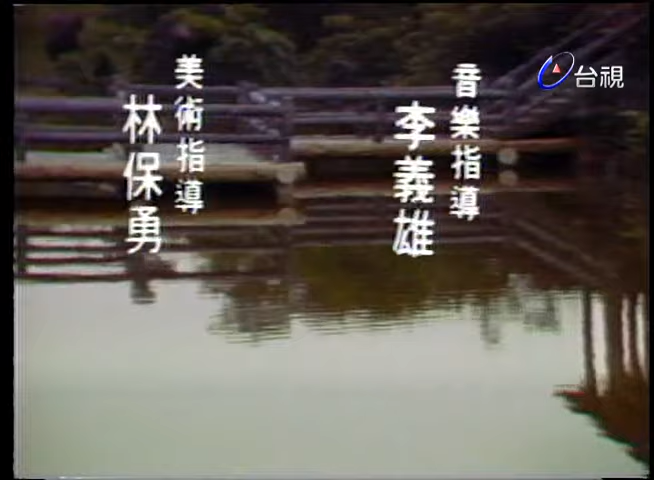 音樂指導
李義雄
美術指導
林保勇
台視